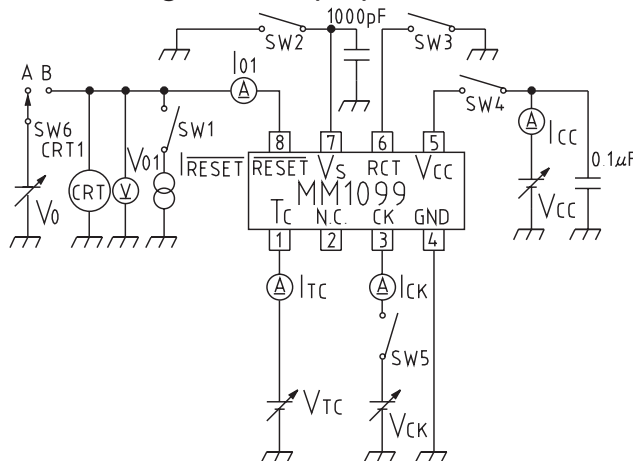 1000pF
SW2
SW3
A B
I01
A
SW4
SW6
CRT1
V01
SW1
ICC
A
8 7 6 5
IRESET
RESET VS RCT VCC
0.1μF
CRT
V
MM1099
VO
VCC
TC N.C. CK GND
1 2 3 4
A ITC
A ICK
SW5
VTC
VCK